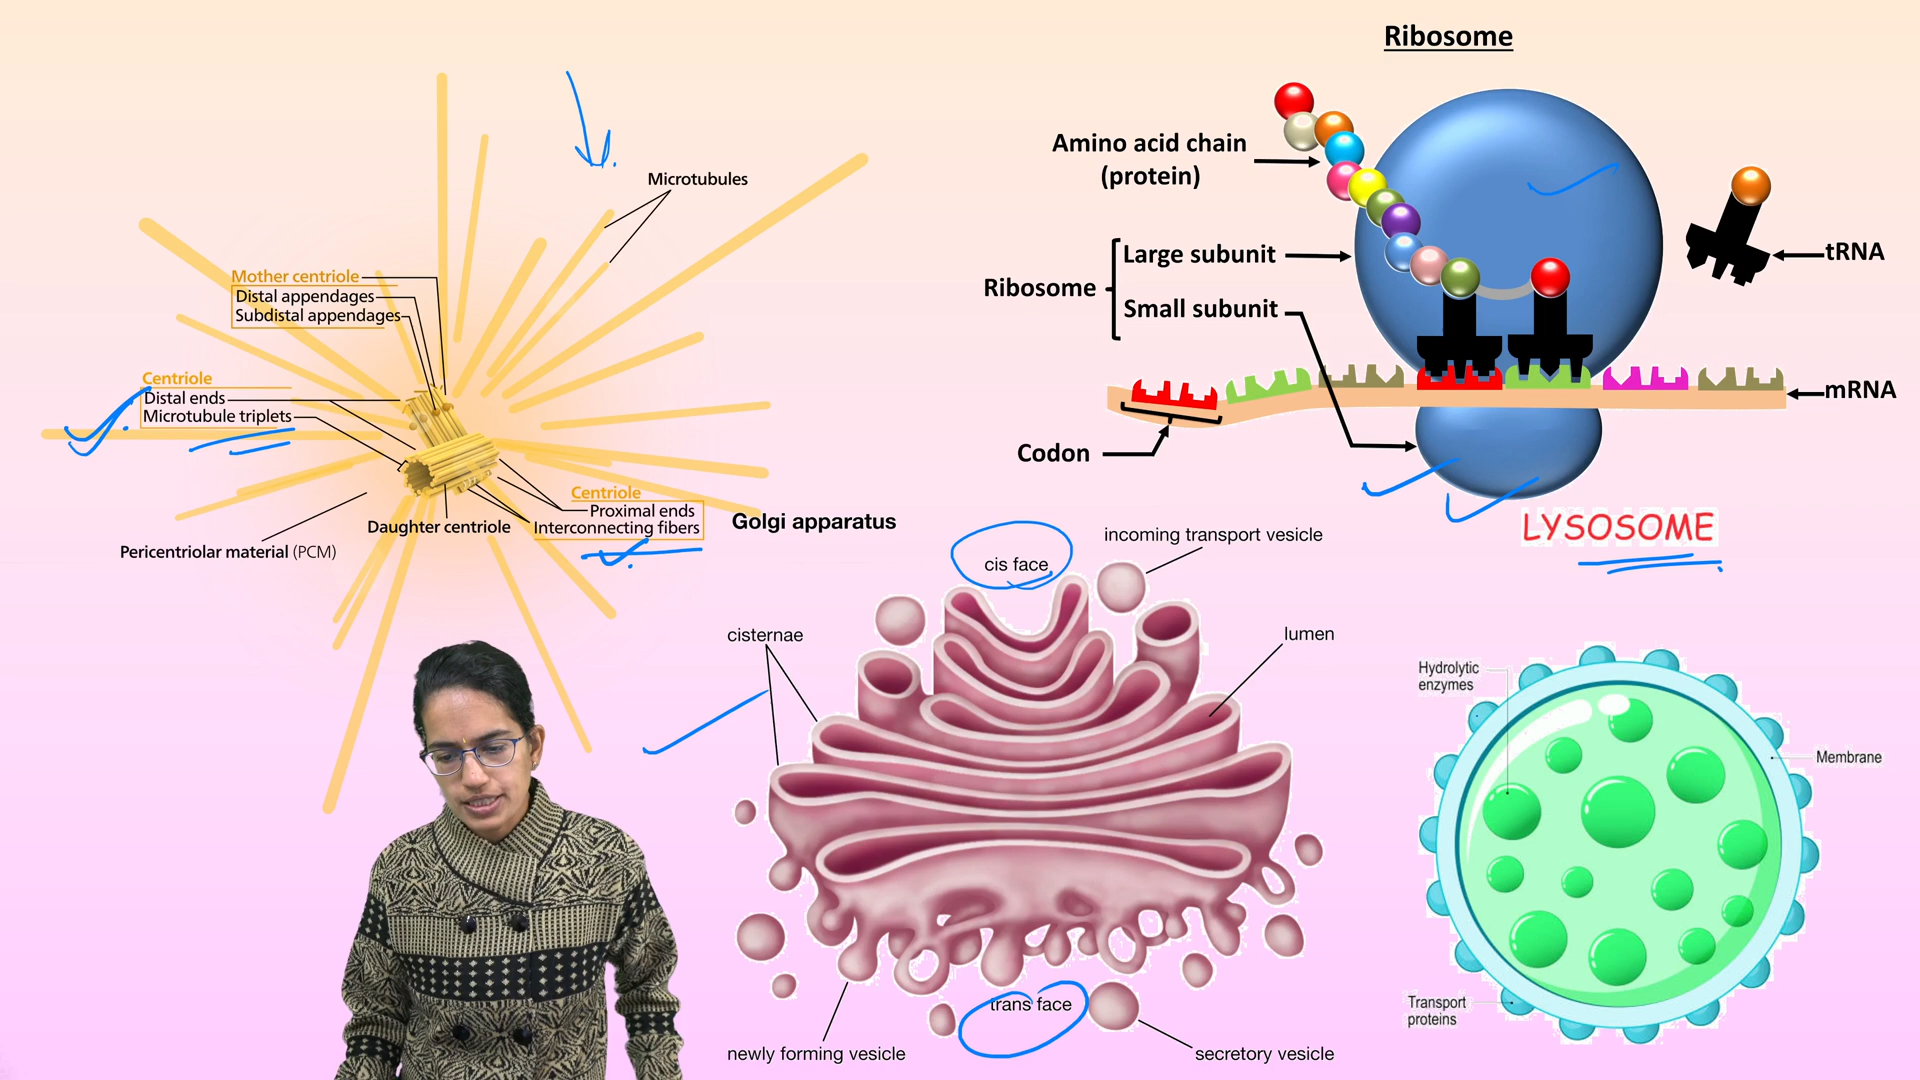 Ribosome
Amino acid chain
(protein)
Large subunit
Ribosome
Small subunit
tRNA
mRNA
Codon
Microtubules
Mother centriole
Distal appendages
Subdistal appendages
Centriole
Distal ends
Microtubule triplets
Centriole
Proximal ends
Interconnecting fibers
Daughter centriole
Pericentriolar material (PCM)
Golgi apparatus
cis face
incoming transport vesicle
cisternae
lumen
trans face
newly forming vesicle
secretory vesicle
LYSOSOME
Hydrolytic
enzymes
Membrane
Transport
proteins